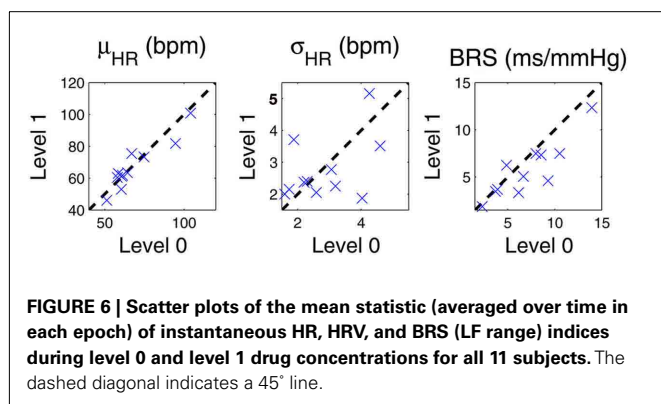 μHR (bpm)
σHR (bpm)
BRS (ms/mmHg)
Level 1
120
100
80
60
40
50
100
Level 0
Level 1
5
4
3
2
2
3
4
5
Level 0
Level 1
15
10
5
5
10
15
Level 0
FIGURE 6 | Scatter plots of the mean statistic (averaged over time in
each epoch) of instantaneous HR, HRV, and BRS (LF range) indices
during level 0 and level 1 drug concentrations for all 11 subjects. The
dashed diagonal indicates a 45° line.